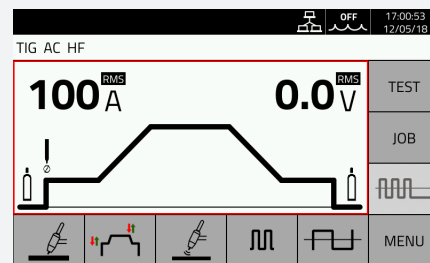 OFF
17:00:53
12/05/18
TIG AC HF
100 RMS A
0.0 RMS V
TEST
JOB
MENU